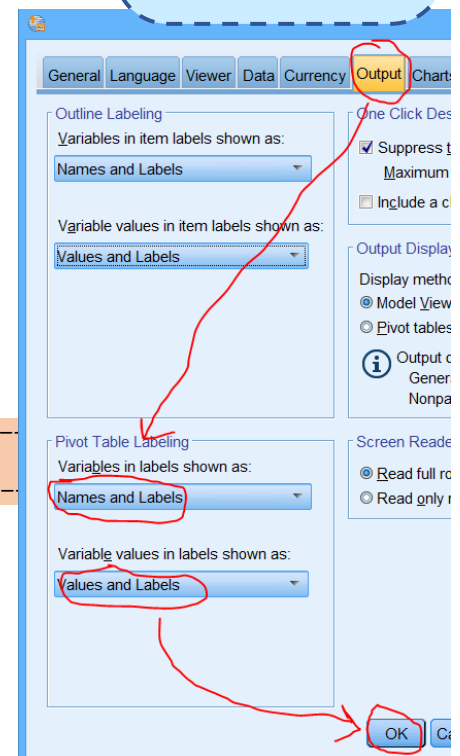 General Language Viewer Data Currency Output Charts
Outline Labeling
Variables in item labels shown as:
Names and Labels
Variable values in item labels shown as:
Values and Labels
One Click Des
Suppress t
Maximum
Include a c
Output Display
Display metho
Model View
Pivot tables
Output o
Genera
Nonpa
Pivot Table Labeling
Variables in labels shown as:
Names and Labels
Variable values in labels shown as:
Values and Labels
Screen Reade
Read full ro
Read only r
OK Ca